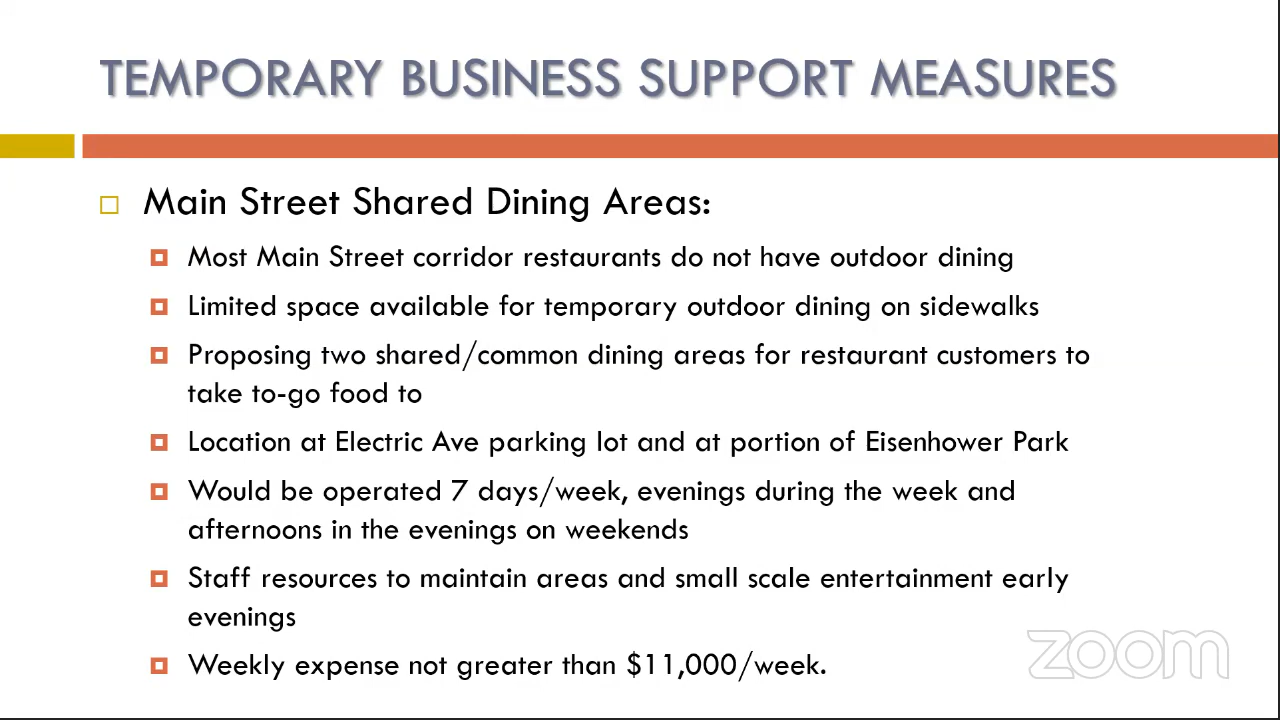 TEMPORARY BUSINESS SUPPORT MEASURES
Main Street Shared Dining Areas:
Most Main Street corridor restaurants do not have outdoor dining
Limited space available for temporary outdoor dining on sidewalks
Proposing two shared/common dining areas for restaurant customers to
take to-go food to
Location at Electric Ave parking lot and at portion of Eisenhower Park
Would be operated 7 days/week, evenings during the week and
afternoons in the evenings on weekends
Staff resources to maintain areas and small scale entertainment early
evenings
Weekly expense not greater than $11,000/week.
zoom